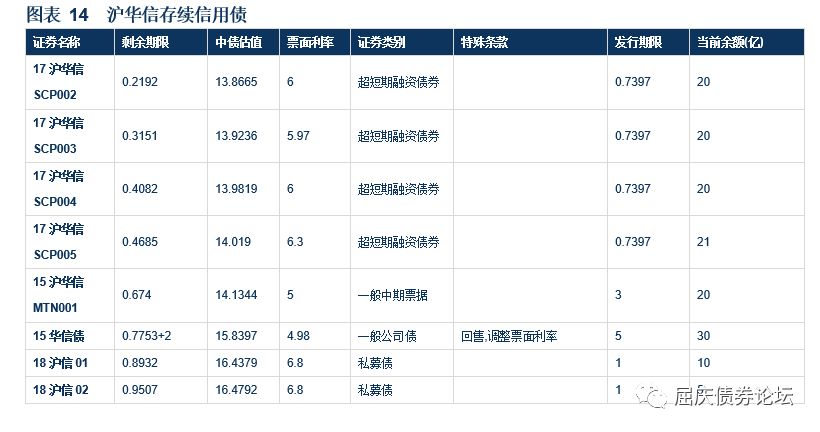 图表 14 沪华信存续信用债
证券名称 剩余期限 中债估值 票面利率 证券类别 特殊条款 发行期限 当前余额(亿)
17 沪华信
SCP002 0.2192 13.8665 6 超短期融资债券 0.7397 20
17 沪华信
SCP003 0.3151 13.9236 5.97 超短期融资债券 0.7397 20
17 沪华信
SCP004 0.4082 13.9819 6 超短期融资债券 0.7397 20
17 沪华信
SCP005 0.4685 14.019 6.3 超短期融资债券 0.7397 21
15 沪华信
MTN001 0.674 14.1344 5 一般中期票据 3 20
15 华信债 0.7753+2 15.8397 4.98 一般公司债 回售,调整票面利率 5 30
18 沪信 01 0.8932 16.4379 6.8 私募债 1 10
18 沪信 02 0.9507 16.4792 6.8 私募债 1
屈庆债券论坛